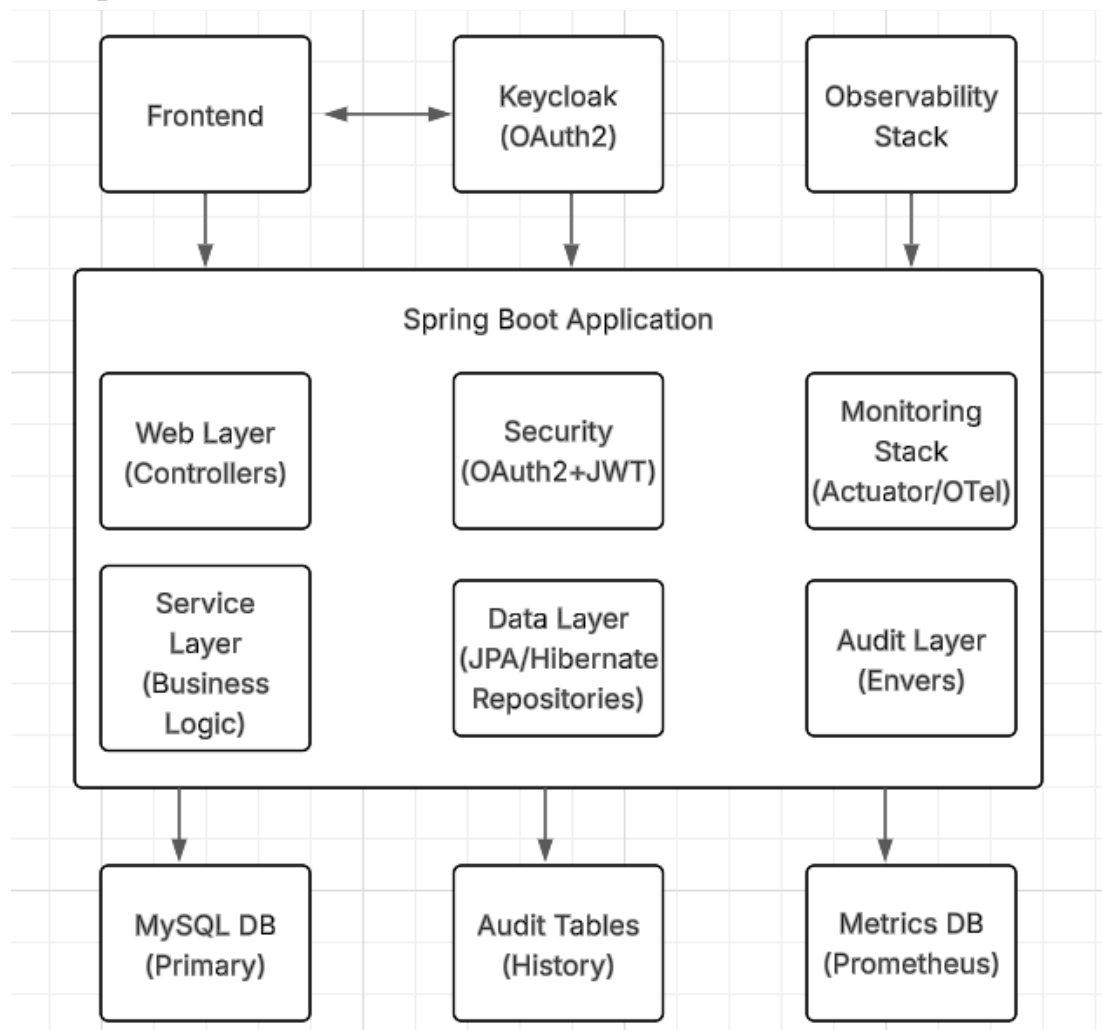 Frontend
Keycloak
(OAuth2)
Observability
Stack
Spring Boot Application
Web Layer
(Controllers)
Security
(OAuth2+JWT)
Monitoring
Stack
(Actuator/OTel)
Service
Layer
(Business
Logic)
Data Layer
(JPA/Hibernate
Repositories)
Audit Layer
(Envers)
MySQL DB
(Primary)
Audit Tables
(History)
Metrics DB
(Prometheus)